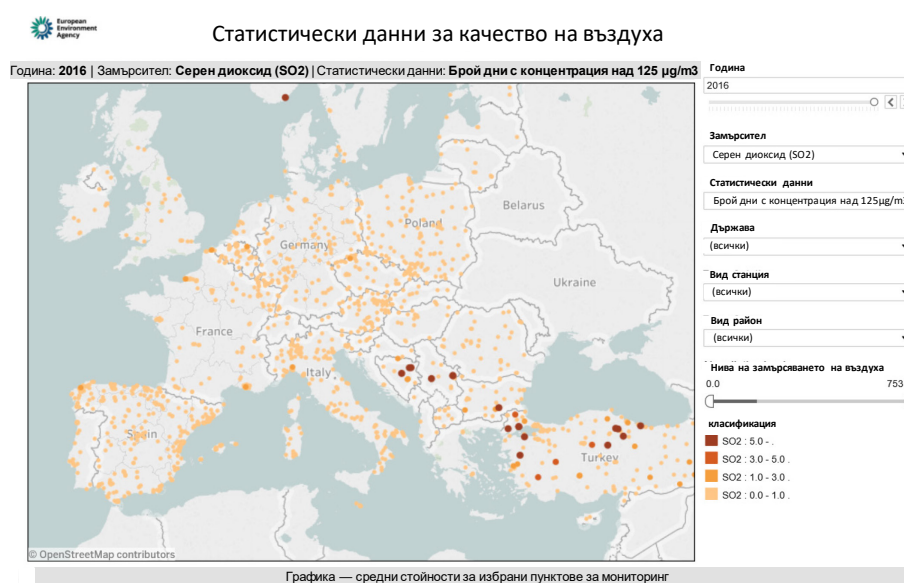 European
Environment
Agency
Статистически данни за качество на въздуха
Година: 2016 | Замърсител: Серен диоксид (SO2) | Статистически данни: Брой дни с концентрация над 125 µg/m3
Година
2016
Замърсител
Серен диоксид (SO2)
Статистически данни
Брой дни с концентрация над 125µg/m3
Държава
(всички)
Вид станция
(всички)
Вид район
(всички)
Нива на замърсяването на въздуха
0.0 753
класификация
SO2 : 5.0 - .
SO2 : 3.0 - 5.0 .
SO2 : 1.0 - 3.0 .
SO2 : 0.0 - 1.0 .
Belarus
Poland
Germany
Ukraine
France
Italy
Spain
Turkey
© OpenStreetMap contributors
Графика — средни стойности за избрани пунктове за мониторинг